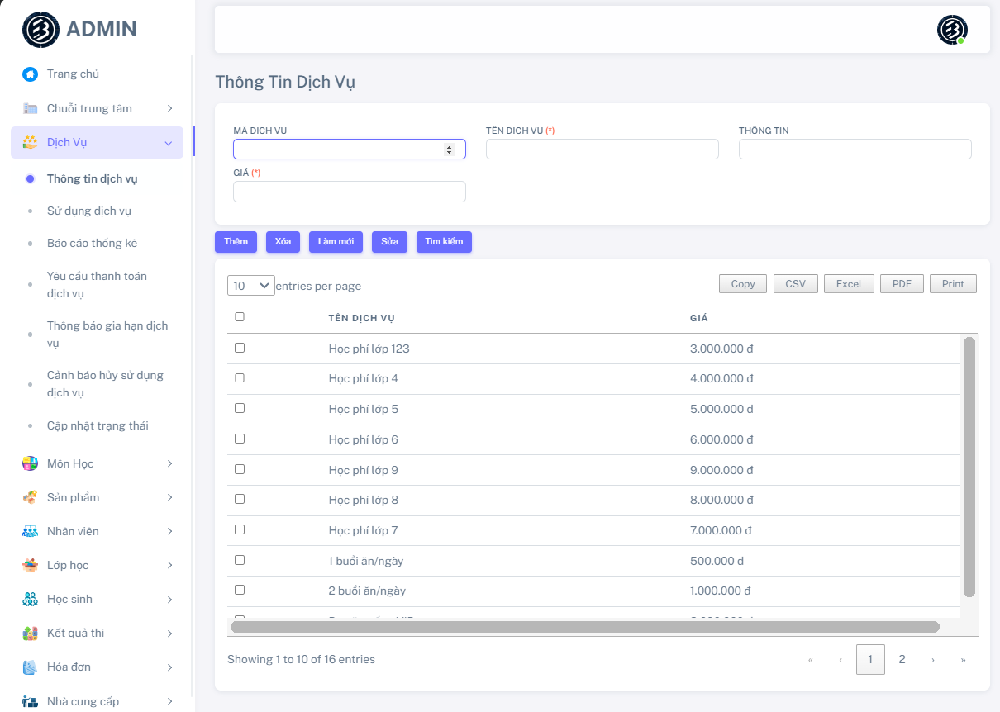 ADMIN
Trang chủ
Chuỗi trung tâm
Dịch Vụ
Thông tin dịch vụ
Sử dụng dịch vụ
Báo cáo thống kê
Yêu cầu thanh toán
dịch vụ
Thông báo gia hạn dịch
vụ
Cảnh báo hủy sử dụng
dịch vụ
Cập nhật trạng thái
Môn Học
Sản phẩm
Nhân viên
Lớp học
Học sinh
Kết quả thi
Hóa đơn
Nhà cung cấp
Thông Tin Dịch Vụ
MÃ DỊCH VỤ TÊN DỊCH VỤ (*) THÔNG TIN
GIÁ (*)
Thêm Xóa Làm mới Sửa Tìm kiếm
10 entries per page Copy CSV Excel PDF Print
TÊN DỊCH VỤ GIÁ
Học phí lớp 123 3.000.000 đ
Học phí lớp 4 4.000.000 đ
Học phí lớp 5 5.000.000 đ
Học phí lớp 6 6.000.000 đ
Học phí lớp 9 9.000.000 đ
Học phí lớp 8 8.000.000 đ
Học phí lớp 7 7.000.000 đ
1 buổi ăn/ngày 500.000 đ
2 buổi ăn/ngày 1.000.000 đ
Showing 1 to 10 of 16 entries « ‹ 1 2 › »